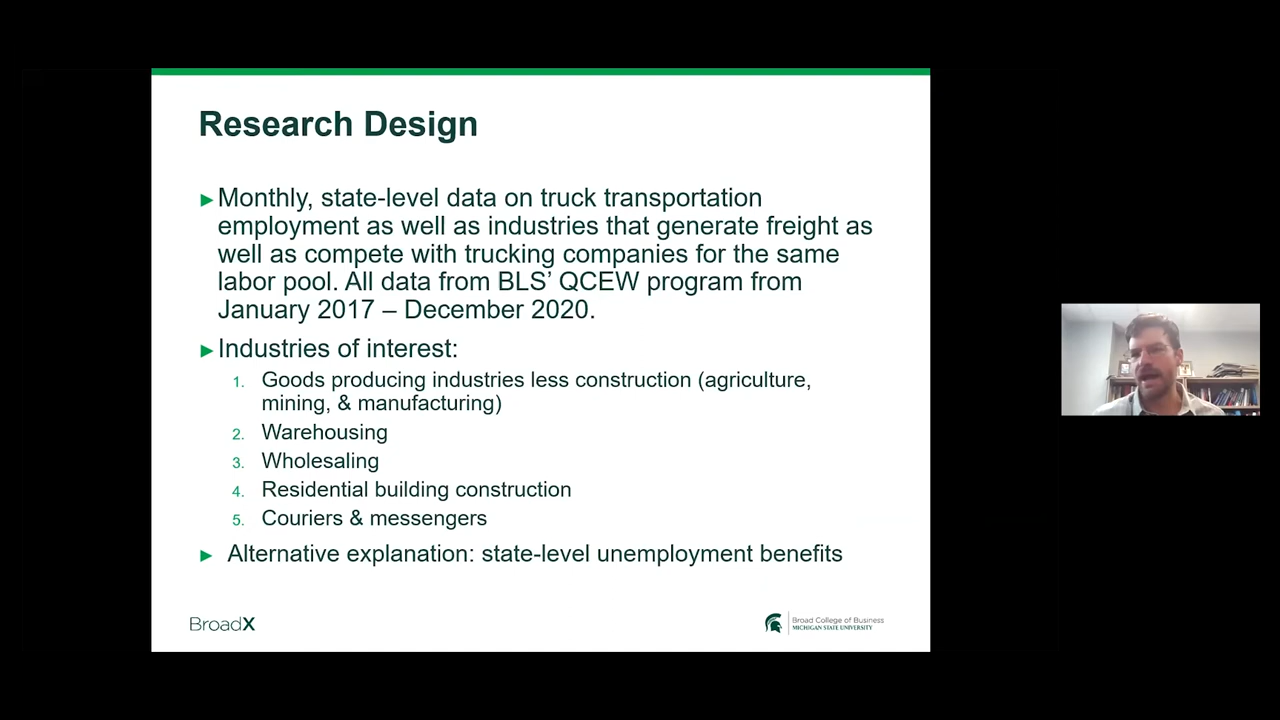 Research Design
►Monthly, state-level data on truck transportation
employment as well as industries that generate freight as
well as compete with trucking companies for the same
labor pool. All data from BLS’ QCEW program from
January 2017 – December 2020.
►Industries of interest:
1. Goods producing industries less construction (agriculture,
mining, & manufacturing)
2. Warehousing
3. Wholesaling
4. Residential building construction
5. Couriers & messengers
► Alternative explanation: state-level unemployment benefits
BroadX
Broad College of Business
MICHIGAN STATE UNIVERSITY